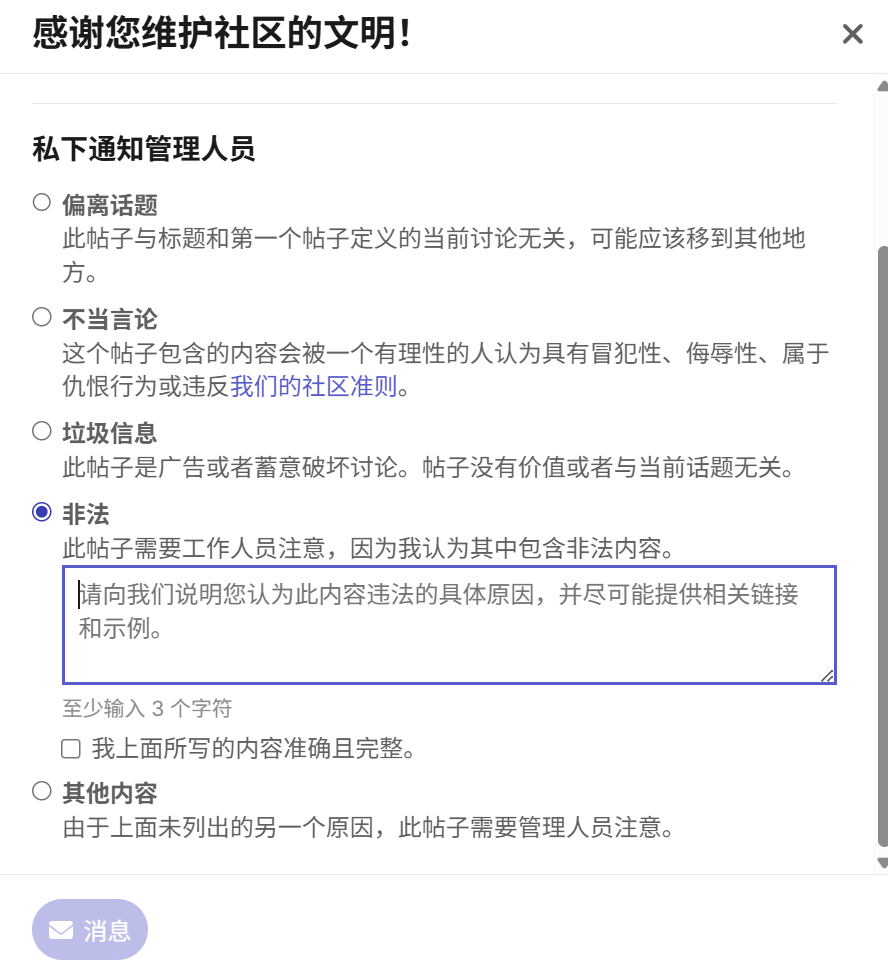 感谢您维护社区的文明！
私下通知管理人员
偏离话题
此帖子与标题和第一个帖子定义的当前讨论无关，可能应该移到其他地
方。
不当言论
这个帖子包含的内容会被一个有理性的人认为具有冒犯性、侮辱性、属于
仇恨行为或违反我们的社区准则。
垃圾信息
此帖子是广告或者蓄意破坏讨论。帖子没有价值或者与当前话题无关。
非法
此帖子需要工作人员注意，因为我认为其中包含非法内容。
请向我们说明您认为此内容违法的具体原因，并尽可能提供相关链接
和示例。
至少输入 3 个字符
我上面所写的内容准确且完整。
其他内容
由于上面未列出的另一个原因，此帖子需要管理人员注意。
消息